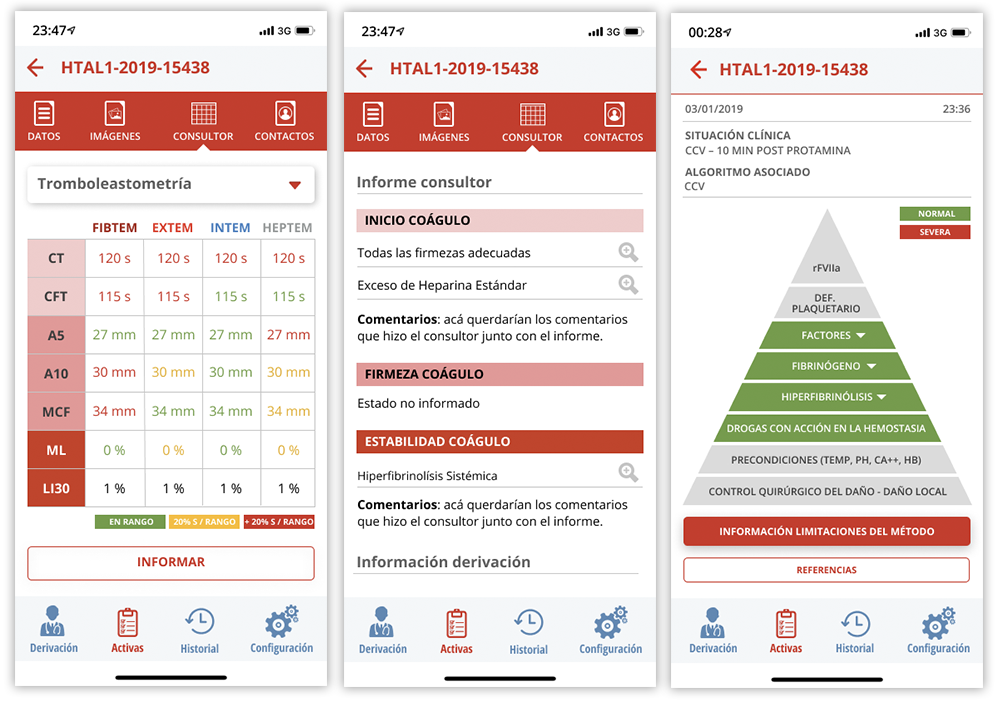 23:47
3G
HTAL1-2019-15438
DATOS IMÁGENES CONSULTOR CONTACTOS
Tromboleastometría
FIBTEM EXTEM INTEM HEPTEM
CT 120 s 120 s 120 s 120 s
CFT 115 s 115 s 115 s 115 s
A5 27 mm 27 mm 27 mm 27 mm
A10 30 mm 30 mm 30 mm 30 mm
MCF 34 mm 34 mm 34 mm 34 mm
ML 0 % 0 % 0 % 0 %
LI30 1 % 1 % 1 % 1 %
EN RANGO 20% S / RANGO + 20% S / RANGO
INFORMAR
Derivación Activas Historial Configuración
23:47
3G
HTAL1-2019-15438
DATOS IMÁGENES CONSULTOR CONTACTOS
Informe consultor
INICIO COÁGULO
Todas las firmezas adecuadas
Exceso de Heparina Estándar
Comentarios: acá querdarían los comentarios
que hizo el consultor junto con el informe.
FIRMEZA COÁGULO
Estado no informado
ESTABILIDAD COÁGULO
Hiperfibrinolísis Sistémica
Comentarios: acá querdarían los comentarios
que hizo el consultor junto con el informe.
Información derivación
Derivación Activas Historial Configuración
00:28
3G
HTAL1-2019-15438
03/01/2019 23:36
SITUACIÓN CLÍNICA
CCV – 10 MIN POST PROTAMINA
ALGORITMO ASOCIADO
CCV
NORMAL
SEVERA
rFVIIa
DEF.
PLAQUETARIO
FACTORES
FIBRINÓGENO
HIPERFIBRINÓLISIS
DROGAS CON ACCIÓN EN LA HEMOSTASIA
PRECONDICIONES (TEMP, PH, CA++, HB)
CONTROL QUIRÚRGICO DEL DAÑO - DAÑO LOCAL
INFORMACIÓN LIMITACIONES DEL MÉTODO
REFERENCIAS
Derivación Activas Historial Configuración